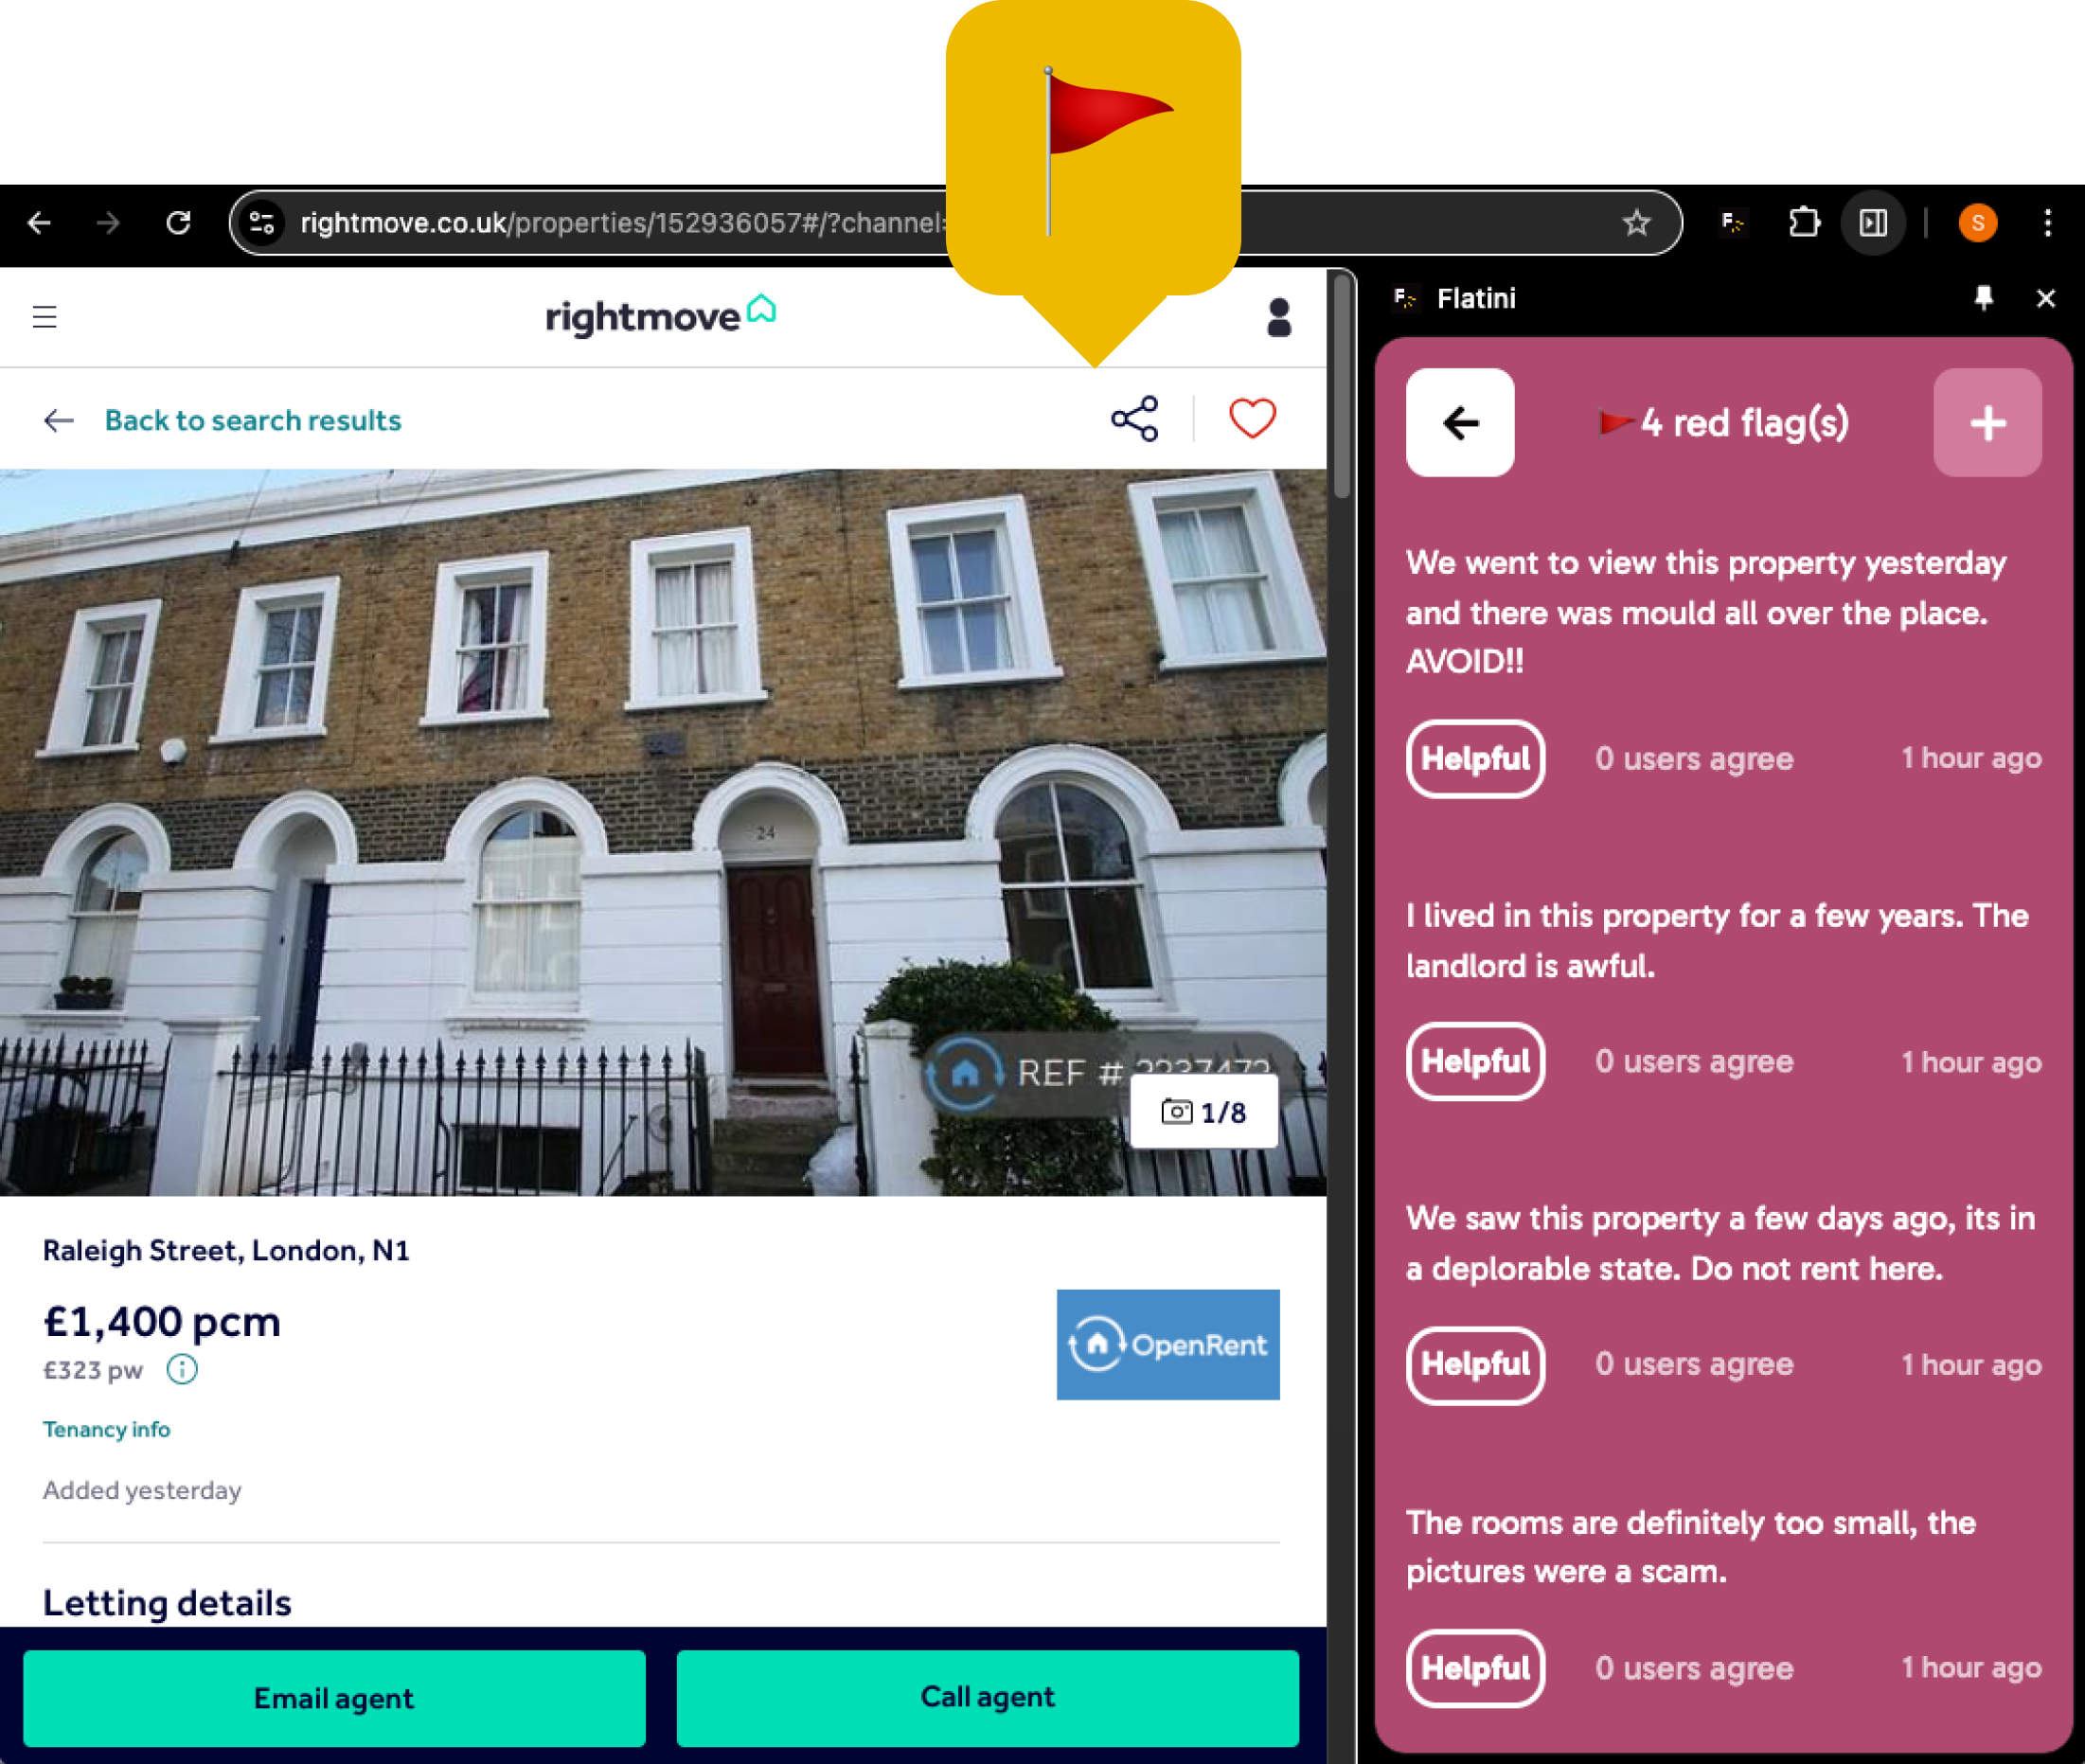 rightmove.co.uk/properties/152936057#/?channel=
F
S
rightmove
Back to search results
24
REF #
1/8
Raleigh Street, London, N1
£1,400 pcm
£323 pw
OpenRent
Tenancy info
Added yesterday
Letting details
Email agent
Call agent
F
Flatini
4 red flag(s)
We went to view this property yesterday
and there was mould all over the place.
AVOID!!
Helpful 0 users agree 1 hour ago
I lived in this property for a few years. The
landlord is awful.
Helpful 0 users agree 1 hour ago
We saw this property a few days ago, its in
a deplorable state. Do not rent here.
Helpful 0 users agree 1 hour ago
The rooms are definitely too small, the
pictures were a scam.
Helpful 0 users agree 1 hour ago